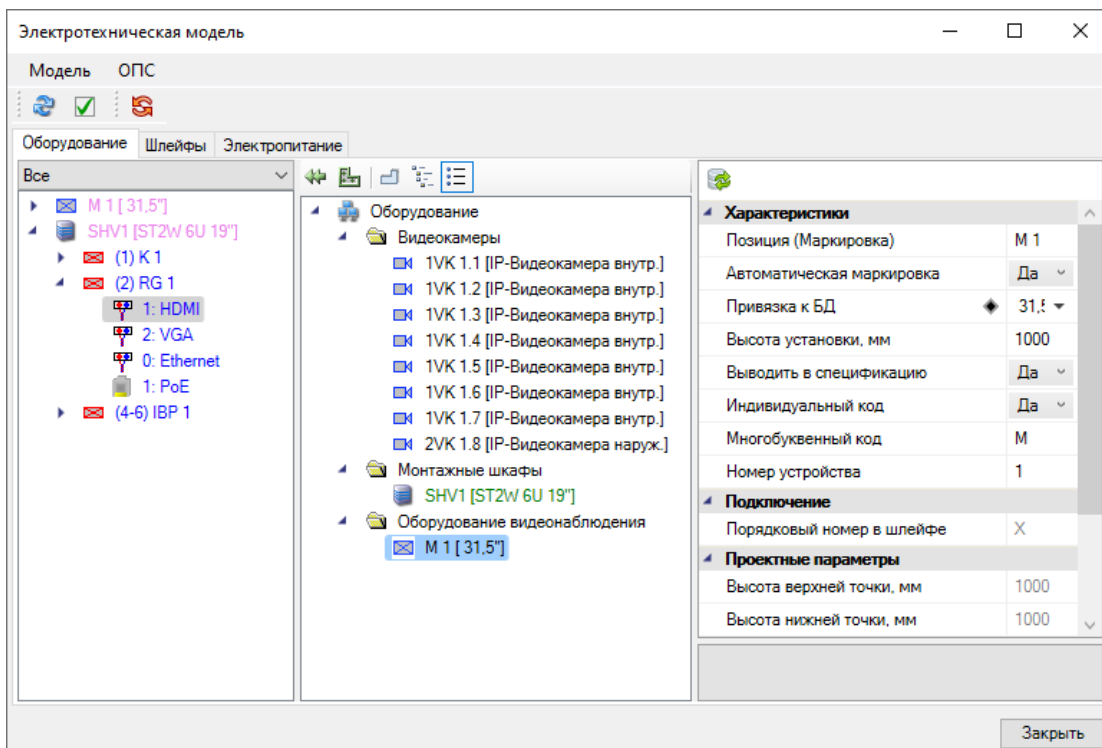 Электротехническая модель
Модель ОПС
Оборудование Шлейфы Электропитание
Все
M 1 [ 31,5"]
SHV1 [ST2W 6U 19"]
(1) K 1
(2) RG 1
1: HDMI
2: VGA
0: Ethernet
1: PoE
(4-6) IBP 1
Оборудование
Видеокамеры
1VK 1.1 [IP-Видеокамера внутр.]
1VK 1.2 [IP-Видеокамера внутр.]
1VK 1.3 [IP-Видеокамера внутр.]
1VK 1.4 [IP-Видеокамера внутр.]
1VK 1.5 [IP-Видеокамера внутр.]
1VK 1.6 [IP-Видеокамера внутр.]
1VK 1.7 [IP-Видеокамера внутр.]
2VK 1.8 [IP-Видеокамера наруж.]
Монтажные шкафы
SHV1 [ST2W 6U 19"]
Оборудование видеонаблюдения
M 1 [ 31,5"]
Характеристики
Позиция (Маркировка) M 1
Автоматическая маркировка Да
Привязка к БД 31,5
Высота установки, мм 1000
Выводить в спецификацию Да
Индивидуальный код Да
Многобуквенный код M
Номер устройства 1
Подключение
Порядковый номер в шлейфе X
Проектные параметры
Высота верхней точки, мм 1000
Высота нижней точки, мм 1000
Закрыть